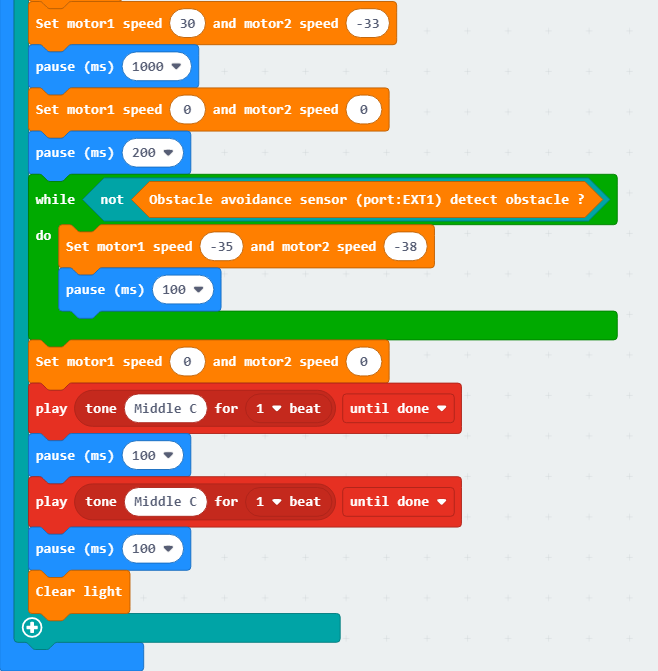 Set motor1 speed 30 and motor2 speed -33
pause (ms) 1000
Set motor1 speed 0 and motor2 speed 0
pause (ms) 200
while not Obstacle avoidance sensor (port:EXT1) detect obstacle ?
do
Set motor1 speed -35 and motor2 speed -38
pause (ms) 100
Set motor1 speed 0 and motor2 speed 0
play tone Middle C for 1 beat until done
pause (ms) 100
play tone Middle C for 1 beat until done
pause (ms) 100
Clear light